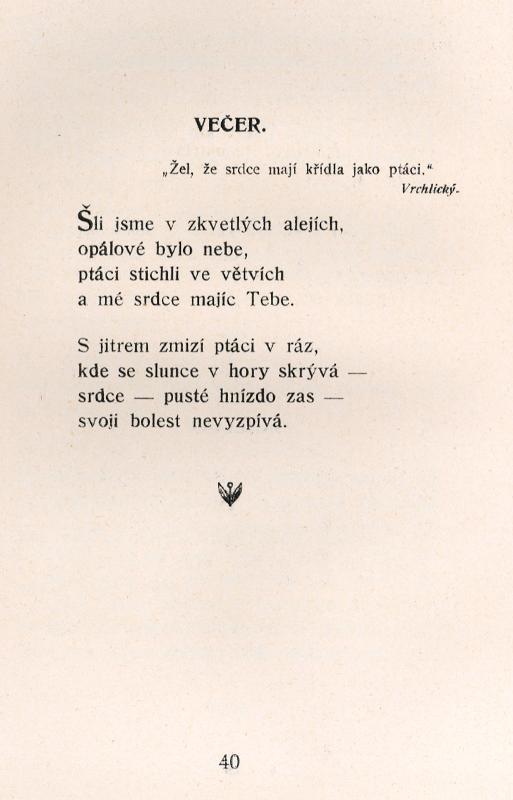 VEČER.
„Žel, že srdce mají křídla jako ptáci.“
Vrchlický.
Šli jsme v zkvetlých alejích,
opálové bylo nebe,
ptáci stichli ve větvích
a mé srdce majíc Tebe.
S jitrem zmizí ptáci v ráz,
kde se slunce v hory skrývá —
srdce — pusté hnízdo zas —
svoji bolest nevyzpívá.
40